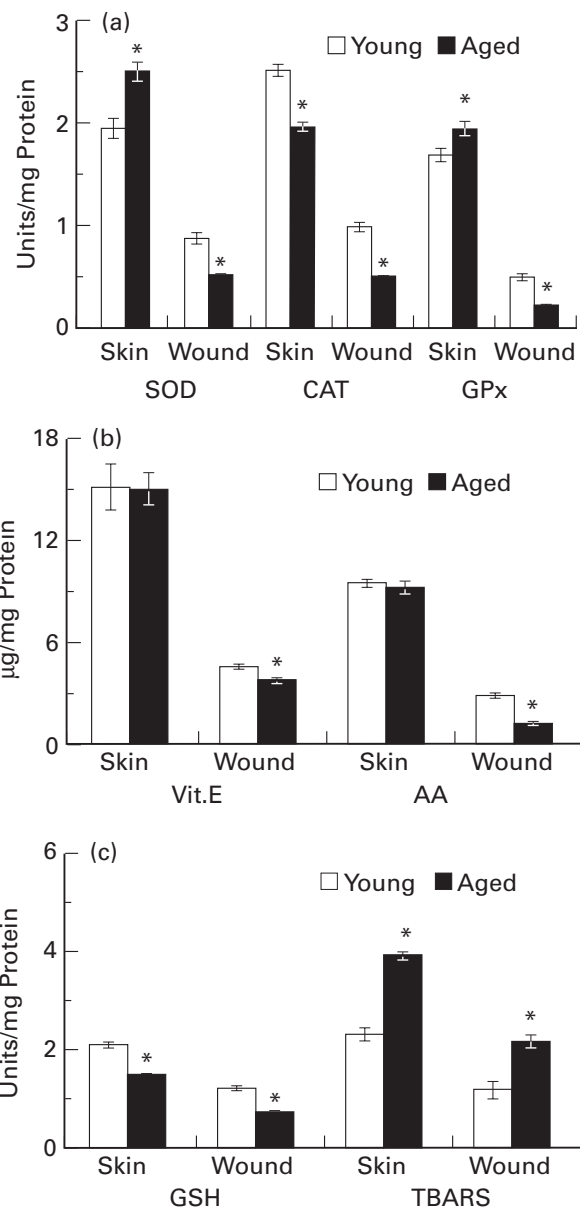 (a)
Young Aged
3
2
1
0
Units/mg Protein
* * * * * *
Skin Wound Skin Wound Skin Wound
SOD CAT GPx
(b)
Young Aged
18
12
6
0
µg/mg Protein
* *
Skin Wound Skin Wound
Vit.E AA
(c)
Young Aged
6
4
2
0
Units/mg Protein
* * * *
Skin Wound Skin Wound
GSH TBARS